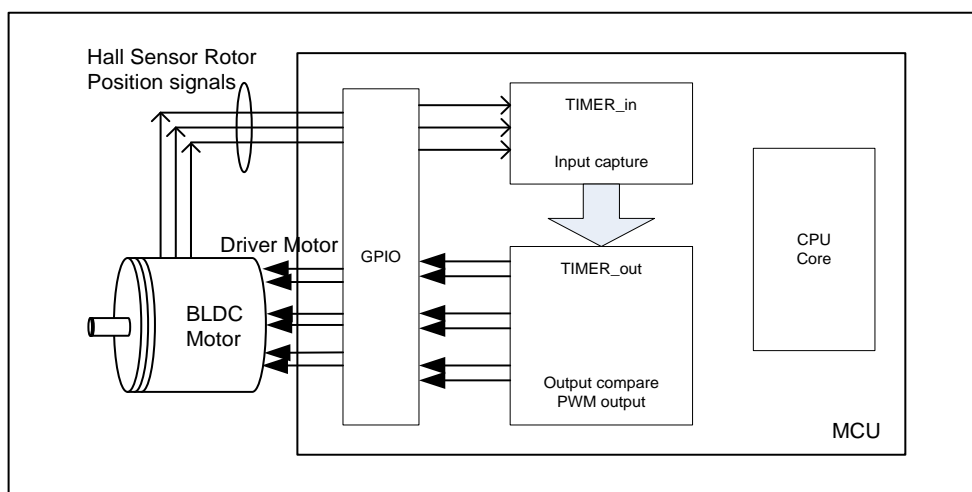 Hall Sensor Rotor
Position signals
TIMER_in
Input capture
CPU
Core
Driver Motor
GPIO
TIMER_out
BLDC
Motor
Output compare
PWM output
MCU